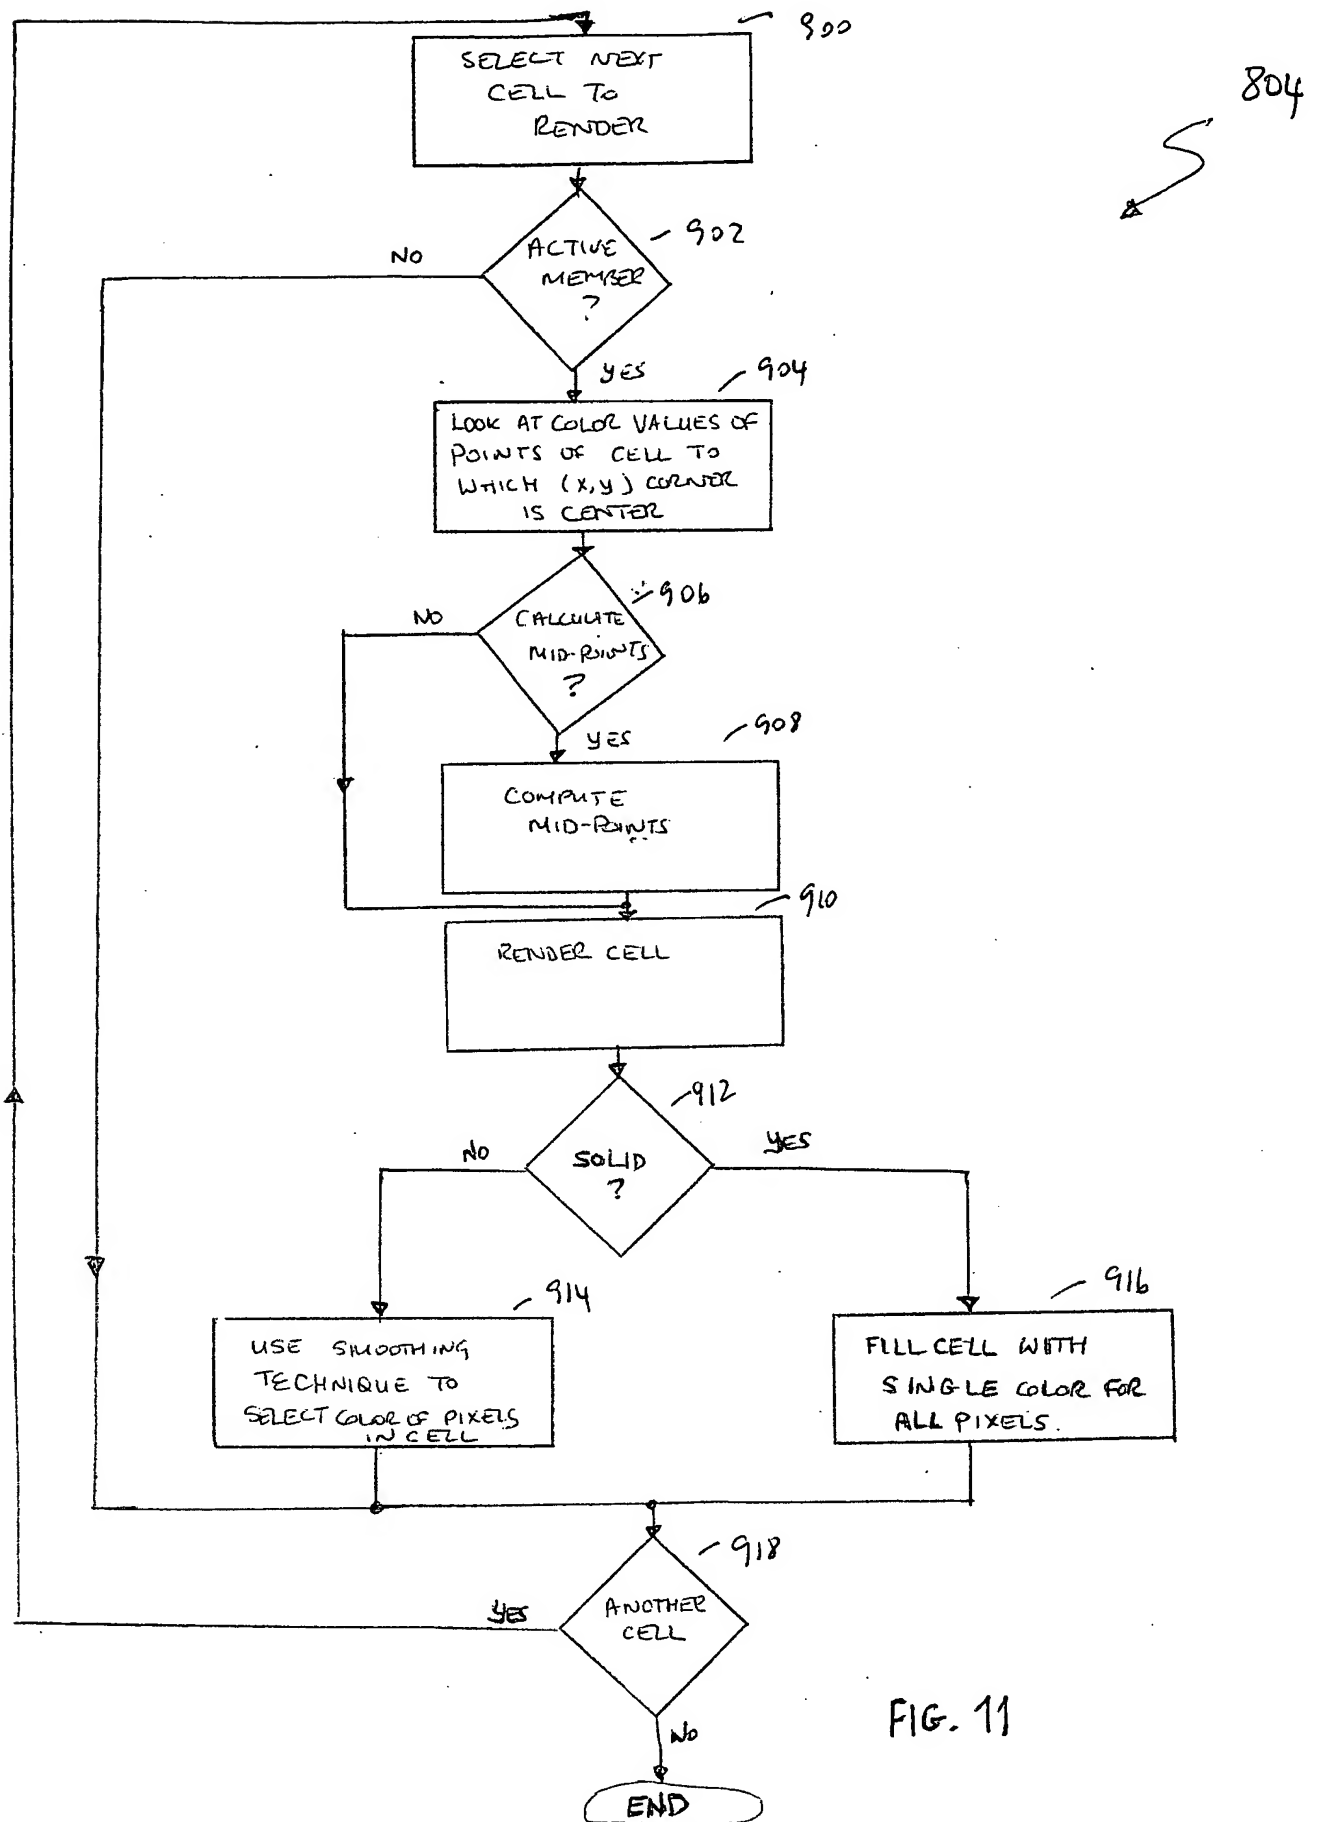 900
SELECT NEXT
CELL TO
RENDER
804
902
NO
ACTIVE
MEMBER
?
YES
904
LOOK AT COLOR VALUES OF
POINTS OF CELL TO
WHICH (X,Y) CORNER
IS CENTER
906
NO
CALCULATE
MID-POINTS
?
YES
908
COMPUTE
MID-POINTS
910
RENDER CELL
912
NO
SOLID
?
YES
914
USE SMOOTHING
TECHNIQUE TO
SELECT COLOR OF PIXELS
IN CELL
916
FILL CELL WITH
SINGLE COLOR FOR
ALL PIXELS.
918
YES
ANOTHER
CELL
NO
FIG. 11
END